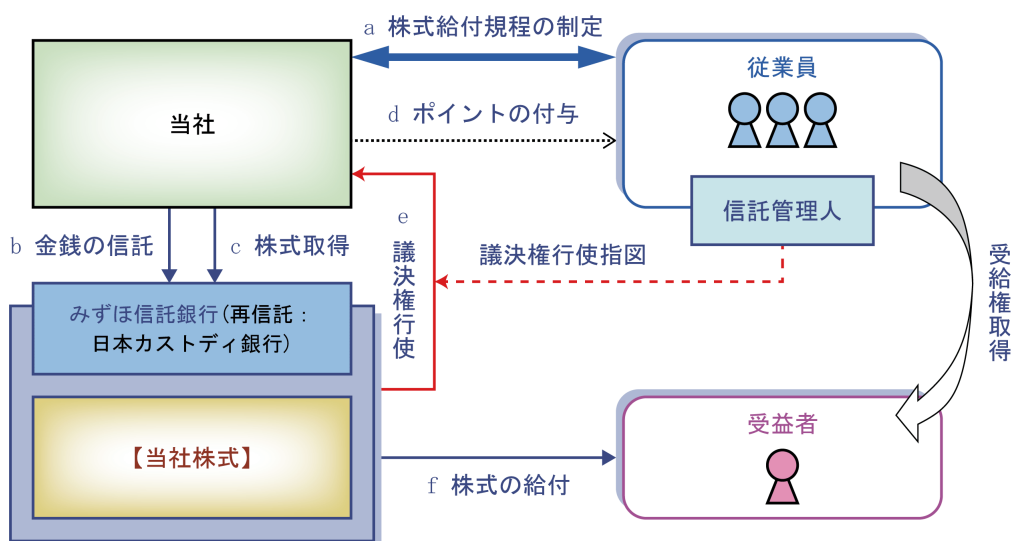 a 株式給付規程の制定
従業員
当社
d ポイントの付与
信託管理人
b 金銭の信託
c 株式取得
e 議決権行使
議決権行使指図
受給権取得
みずほ信託銀行(再信託:
日本カストディ銀行)
【当社株式】
受益者
f 株式の給付